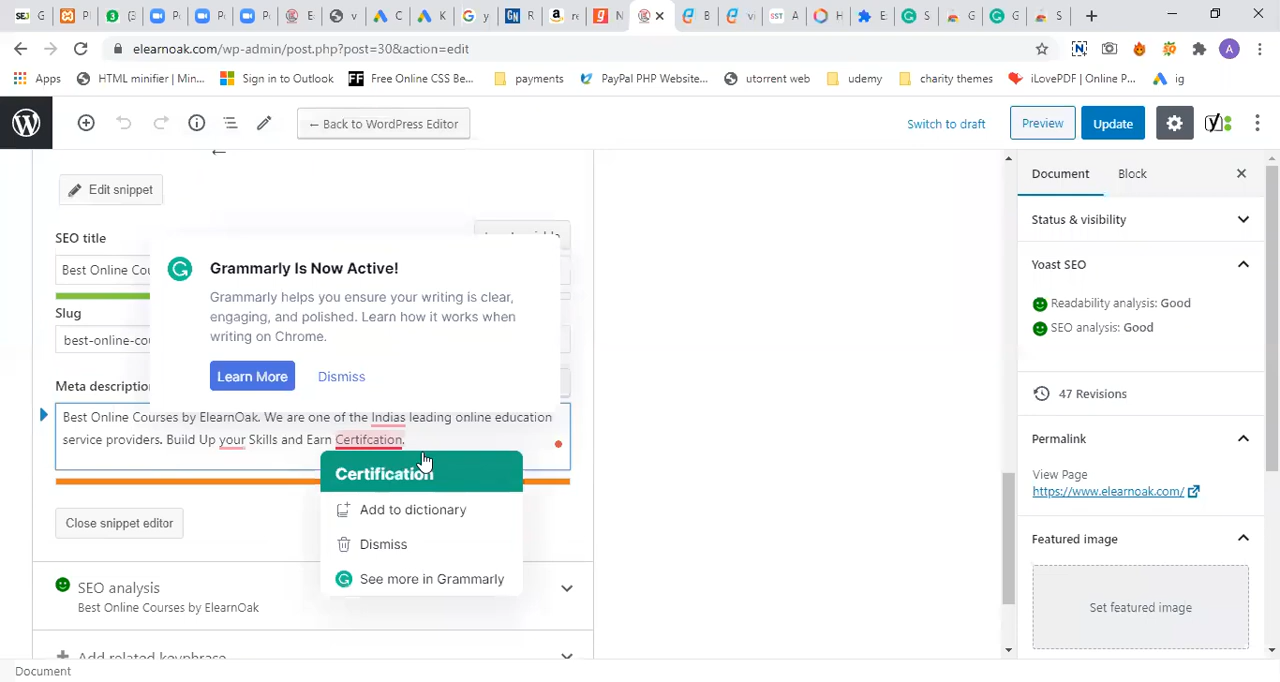 elearnoak.com/wp-admin/post.php?post=30&action=edit
Apps HTML minifier | Min... Sign in to Outlook FF Free Online CSS Be... payments PayPal PHP Website... utorrent web udemy charity themes iLovePDF | Online P... ig
← Back to WordPress Editor
Switch to draft
Preview
Update
Edit snippet
SEO title
Best Online Cou
Slug
best-online-cou
Meta description
Grammarly Is Now Active!
Grammarly helps you ensure your writing is clear,
engaging, and polished. Learn how it works when
writing on Chrome.
Learn More Dismiss
Best Online Courses by ElearnOak. We are one of the Indias leading online education
service providers. Build Up your Skills and Earn Certifcation.
Certification
Add to dictionary
Dismiss
See more in Grammarly
Close snippet editor
SEO analysis
Best Online Courses by ElearnOak
Add related keyphrase
Document
Document Block
Status & visibility
Yoast SEO
Readability analysis: Good
SEO analysis: Good
47 Revisions
Permalink
View Page
https://www.elearnoak.com/
Featured image
Set featured image